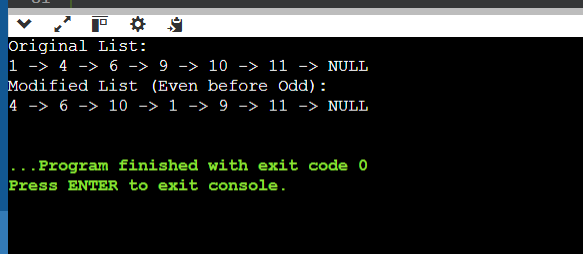 Original List:
1 -> 4 -> 6 -> 9 -> 10 -> 11 -> NULL
Modified List (Even before Odd):
4 -> 6 -> 10 -> 1 -> 9 -> 11 -> NULL
...Program finished with exit code 0
Press ENTER to exit console.